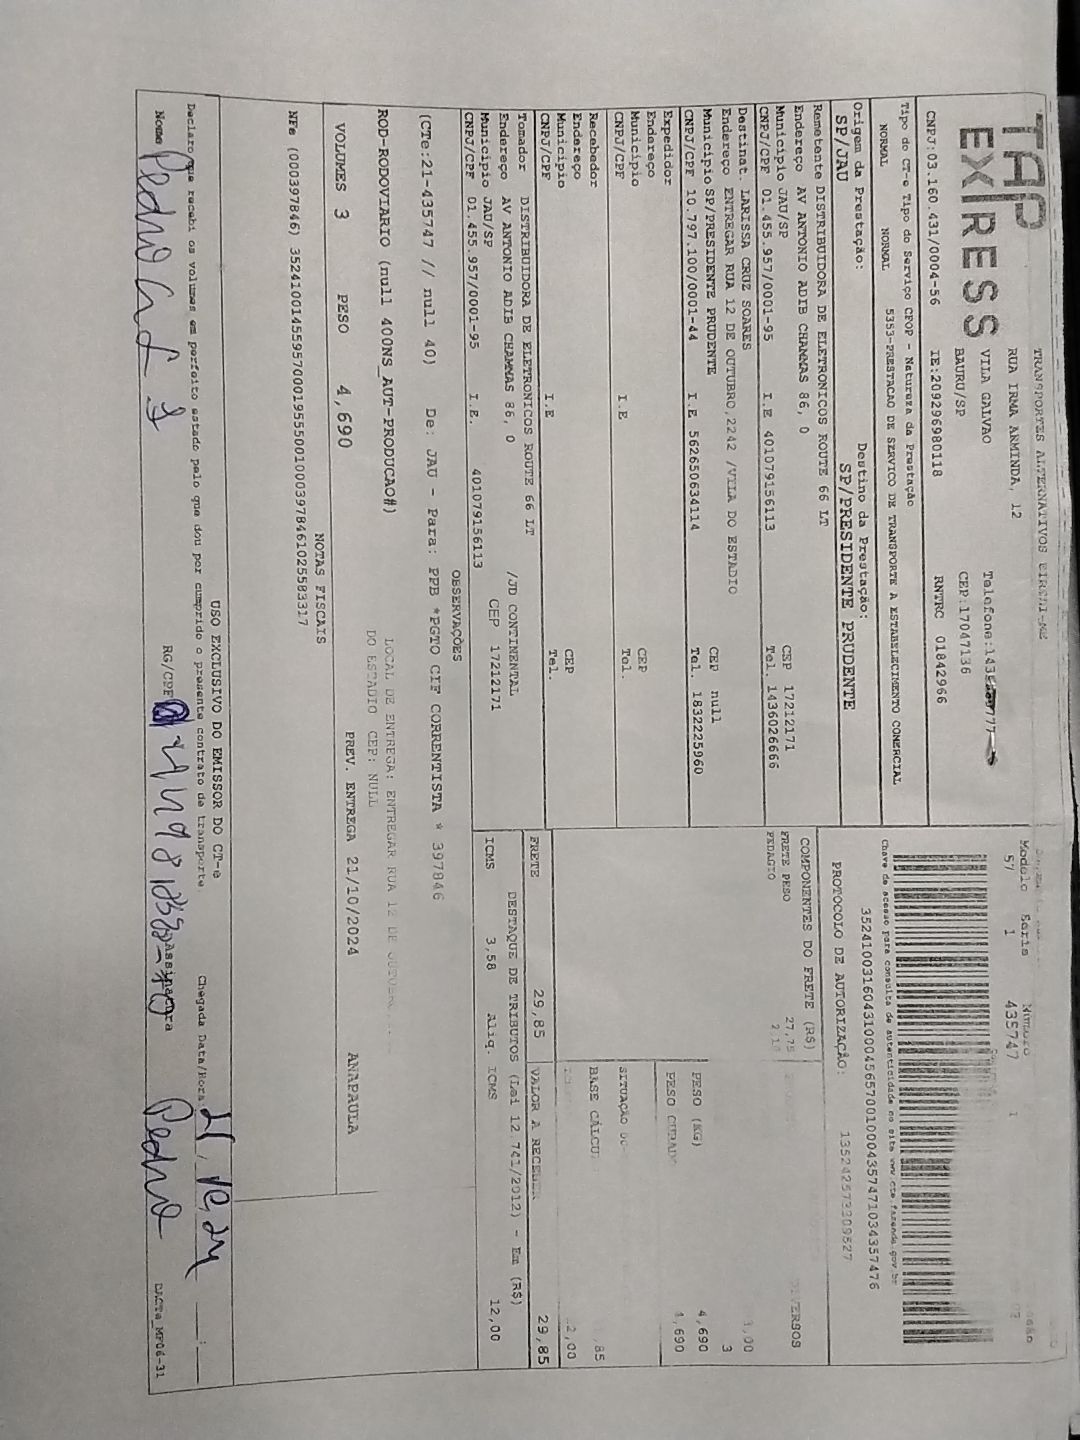 TAP
EXPRESS
TRANSPORTES ALTERNATIVOS EIRELI-ME
RUA IRMA ARMINDA, 12
VILA GALVAO
BAURU/SP
CEP:17047136
CNPJ:03.160.431/0004-56 IE:209296980118 RNTRC 01842966
Modelo Serie Número
57 1 435747 1
Tipo do CT-e Tipo do Serviço CFOP - Natureza da Prestação
NORMAL NORMAL 5353-PRESTACAO DE SERVICO DE TRANSPORTE A ESTABELECIMENTO COMERCIAL
Chave de acesso para consulta de autenticidade no site www.cte.fazenda.gov.br
35241003160431000456570010004357471034357476
Origem da Prestação: Destino da Prestação:
SP/JAU SP/PRESIDENTE PRUDENTE
PROTOCOLO DE AUTORIZAÇÃO: 135242573209527
Remetente DISTRIBUIDORA DE ELETRONICOS ROUTE 66 LT
Endereço AV ANTONIO ADIB CHAMMAS 86, 0
Município JAU/SP CEP 17212171
CNPJ/CPF 01.455.957/0001-95 I.E 401079156113 Tel. 1436026666
COMPONENTES DO FRETE (R$)
FRETE PESO 27,75
PEDAGIO
Destinat. LARISSA CRUZ SOARES
Endereço ENTREGAR RUA 12 DE OUTUBRO,2242 /VILA DO ESTADIO
Município SP/PRESIDENTE PRUDENTE CEP null
CNPJ/CPF 10.797.100/0001-44 I.E 562650634114 Tel. 1832225960
3
PESO (KG) 4,690
PESO CUBADO 4,690
Expedidor
Endereço
Município CEP
CNPJ/CPF I.E Tel.
Recebedor
Endereço
Município CEP
CNPJ/CPF I.E Tel.
FRETE 29,85 VALOR A RECEBER 29,85
Tomador DISTRIBUIDORA DE ELETRONICOS ROUTE 66 LT
Endereço AV ANTONIO ADIB CHAMMAS 86, 0 /JD CONTINENTAL
Município JAU/SP CEP 17212171
CNPJ/CPF 01.455.957/0001-95 I.E. 401079156113
DESTAQUE DE TRIBUTOS (Lei 12.741/2012) - Em (R$)
ICMS 3,58 Aliq. ICMS 12,00
OBSERVAÇÕES
(CTe:21-435747 // null 40) De: JAU - Para: PPB *PGTO CIF CORRENTISTA * 397846
ROD-RODOVIARIO (null 400NS_AUT-PRODUCAO#) LOCAL DE ENTREGA: ENTREGAR RUA 12 DE
DO ESTADIO CEP: NULL
VOLUMES 3 PESO 4,690 PREV. ENTREGA 21/10/2024 ANAPAULA
NOTAS FISCAIS
NFe (000397846) 35241001455957000195550010003978461025583317
USO EXCLUSIVO DO EMISSOR DO CT-e
Declaro que recebi os volumes em perfeito estado pelo que dou por cumprido o presente contrato de transporte. Chegada Data/Hora:
Nome RG/CPF Assinatura Pedro
DACTe_MP06-31